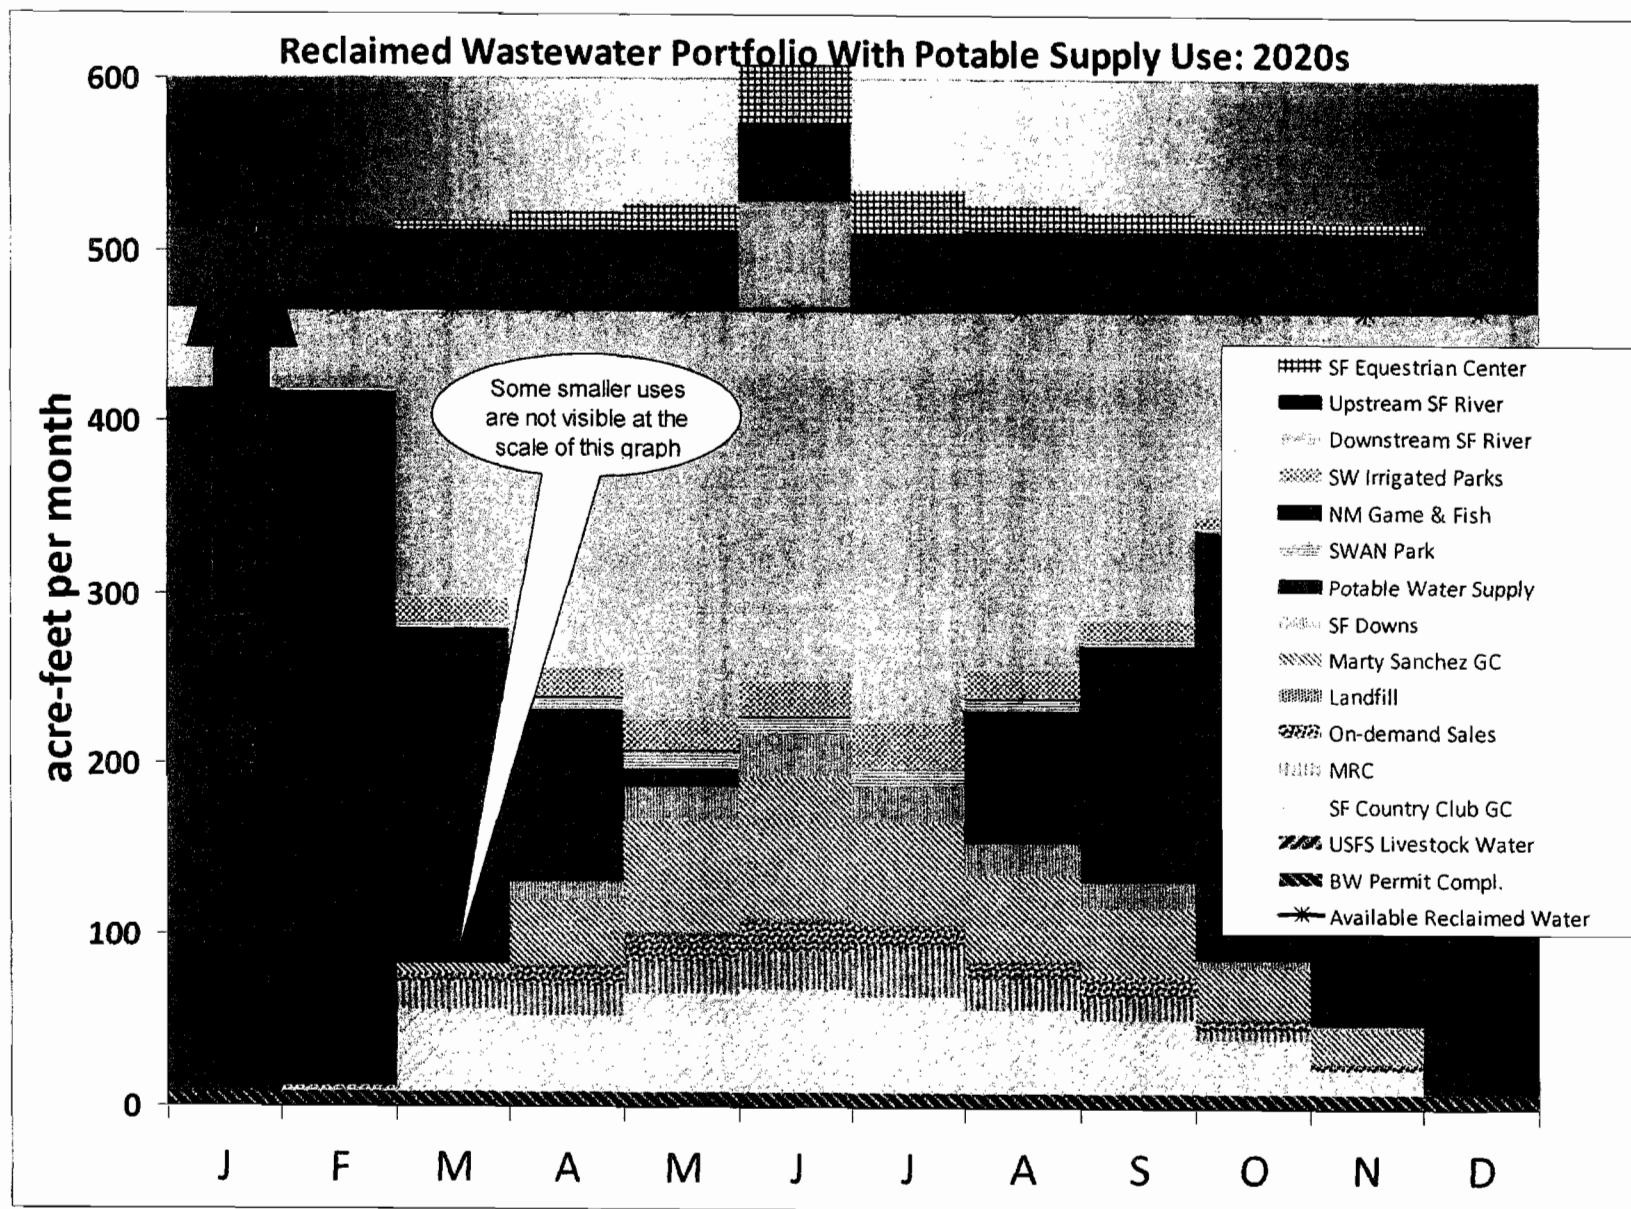 Reclaimed Wastewater Portfolio With Potable Supply Use: 2020s
acre-feet per month
600
500
400
300
200
100
0
Some smaller uses
are not visible at the
scale of this graph
SF Equestrian Center
Upstream SF River
Downstream SF River
SW Irrigated Parks
NM Game & Fish
SWAN Park
Potable Water Supply
SF Downs
Marty Sanchez GC
Landfill
On-demand Sales
MRC
SF Country Club GC
USFS Livestock Water
BW Permit Compl.
Available Reclaimed Water
J F M A M J J A S O N D